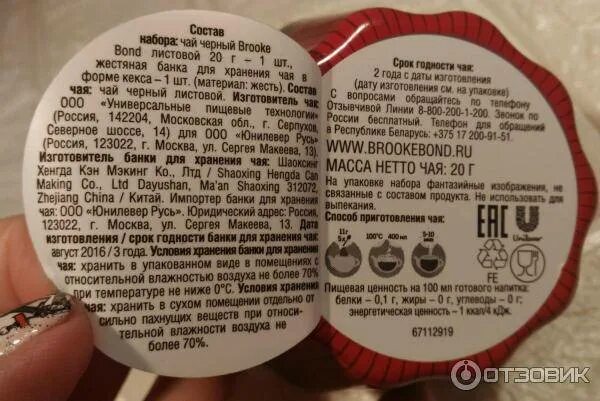 Состав
набора: чай черный Brooke
Bond листовой 20 г – 1 шт.,
жестяная банка для хранения чая в
форме кекса – 1 шт. (материал: жесть). Состав
чая: чай черный листовой. Изготовитель чая:
ООО «Универсальные пищевые технологии»
(Россия, 142204, Московская обл., г. Серпухов,
Северное шоссе, 14) для ООО «Юнилевер Русь»
(Россия, 123022, г. Москва, ул. Сергея Макеева, 13).
Изготовитель банки для хранения чая: Шаоксинг
Хенгда Кэн Мэкинг Ко., Лтд / Shaoxing Hengda Can
Making Co., Ltd Dayushan, Ma'an Shaoxing 312072,
Zhejiang China / Китай. Импортер банки для хранения
чая: ООО «Юнилевер Русь». Юридический адрес: Россия,
123022, г. Москва, ул. Сергея Макеева, 13. Дата
изготовления / срок годности банки для хранения чая:
август 2016 / 3 года. Условия хранения банки для хранения
чая: хранить в упакованном виде в помещениях с
относительной влажностью воздуха не более 70%
при температуре не ниже 0°С. Условия хранения
чая: хранить в сухом помещении отдельно от
сильно пахнущих веществ при относи-
тельной влажности воздуха не
более 70%.
Срок годности чая:
2 года с даты изготовления
(дату изготовления см. на упаковке)
С вопросами обращайтесь по телефону
Отзывчивой Линии 8-800-200-1-200. Звонок по
России бесплатный. Телефон для обращений
в Республике Беларусь: +375 17 200-91-51.
WWW.BROOKEBOND.RU
МАССА НЕТТО ЧАЯ: 20 Г
На упаковке набора фантазийные изображения, не
связанные с составом продукта. Не использовать для
выпекания.
Способ приготовления чая:
100°C 400 мл
5-10 мин
EAC
Unilever
FE
Пищевая ценность на 100 мл готового напитка:
белки – 0,1 г, жиры – 0 г, углеводы – 0 г;
энергетическая ценность – 1 ккал/4 кДж.
67112919
ОТЗОВИК